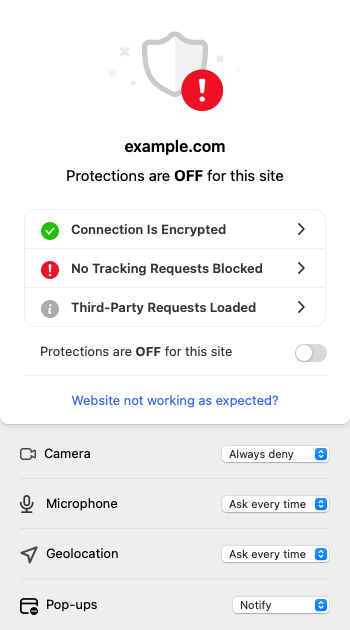 example.com
Protections are OFF for this site
Connection Is Encrypted
No Tracking Requests Blocked
Third-Party Requests Loaded
Protections are OFF for this site
Website not working as expected?
Camera Always deny
Microphone Ask every time
Geolocation Ask every time
Pop-ups Notify